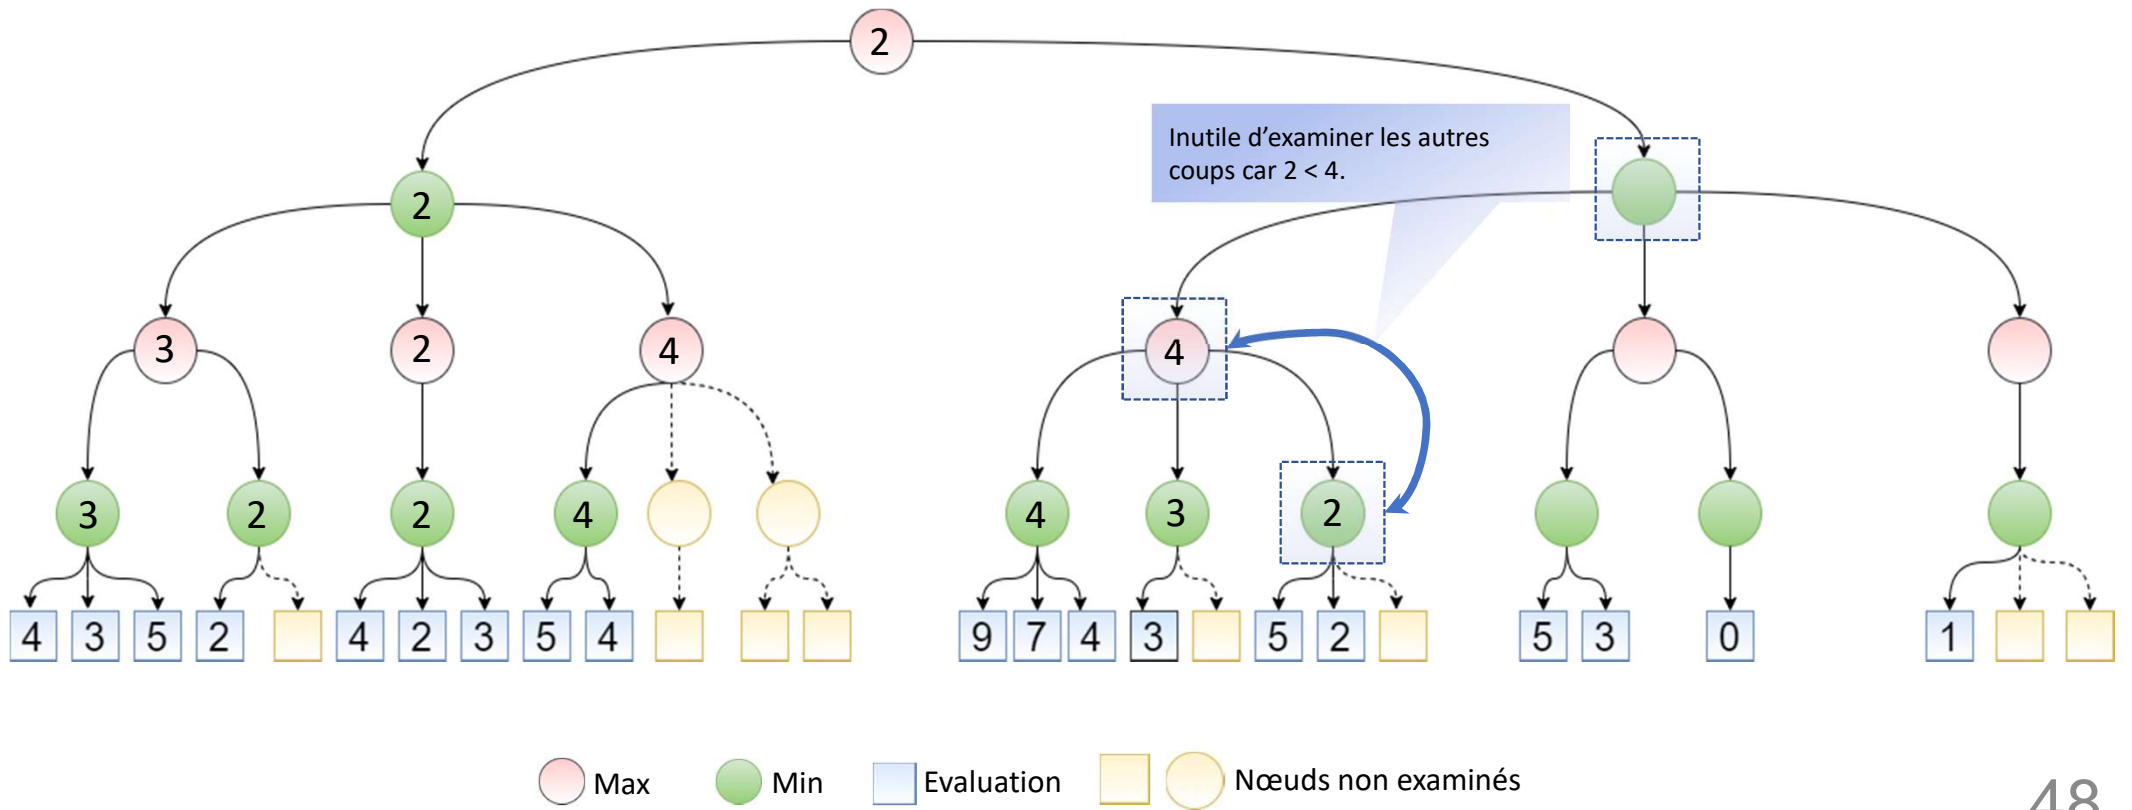 2
Inutile d’examiner les autres
coups car 2 < 4.
2
3 2 4 4
3 2 2 4 4 3 2
4 3 5 2 4 2 3 5 4 9 7 4 3 5 2 5 3 0 1
Max Min Evaluation Nœuds non examinés
48